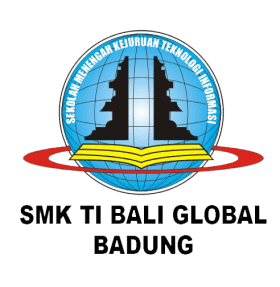 SEKOLAH MENENGAH KEJURUAN TEKNOLOGI INFORMASI
SMK TI BALI GLOBAL
BADUNG